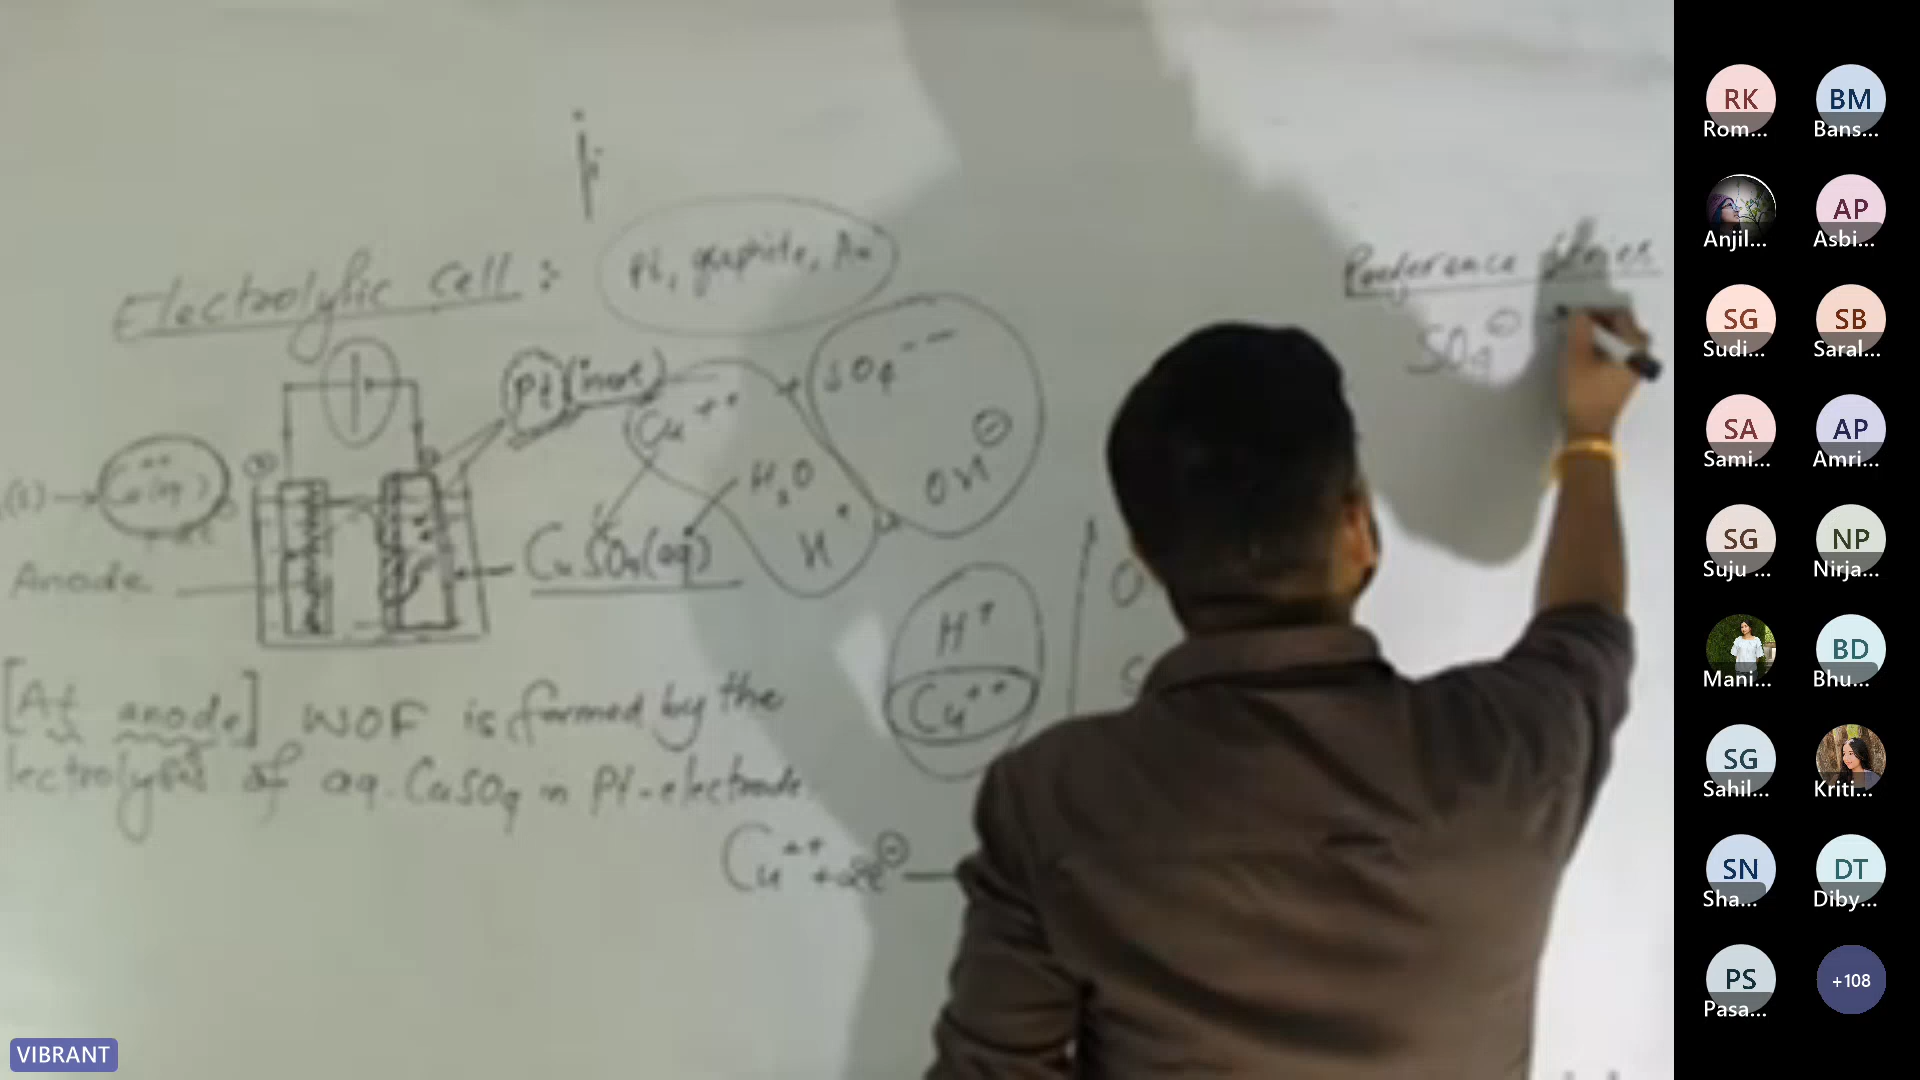 Electrolytic cell :-
Pt, graphite, Au
Preference Series
SO4
Pt (inert)
Cu++
SO4--
OH⊖
H2O
H+
(aq)
CuSO4(aq)
Anode
H+
Cu++
[At anode] WOF is formed by the
lectrolysis of aq. CuSO4 in Pt-electrode
Cu++ + 2e⊖
RK
Rom...
BM
Bans...
Anjil...
AP
Asbi...
SG
Sudi...
SB
Saral...
SA
Sami...
AP
Amri...
SG
Suju ...
NP
Nirja...
Mani...
BD
Bhu...
SG
Sahil...
Kriti...
SN
Sha...
DT
Diby...
PS
Pasa...
+108
VIBRANT